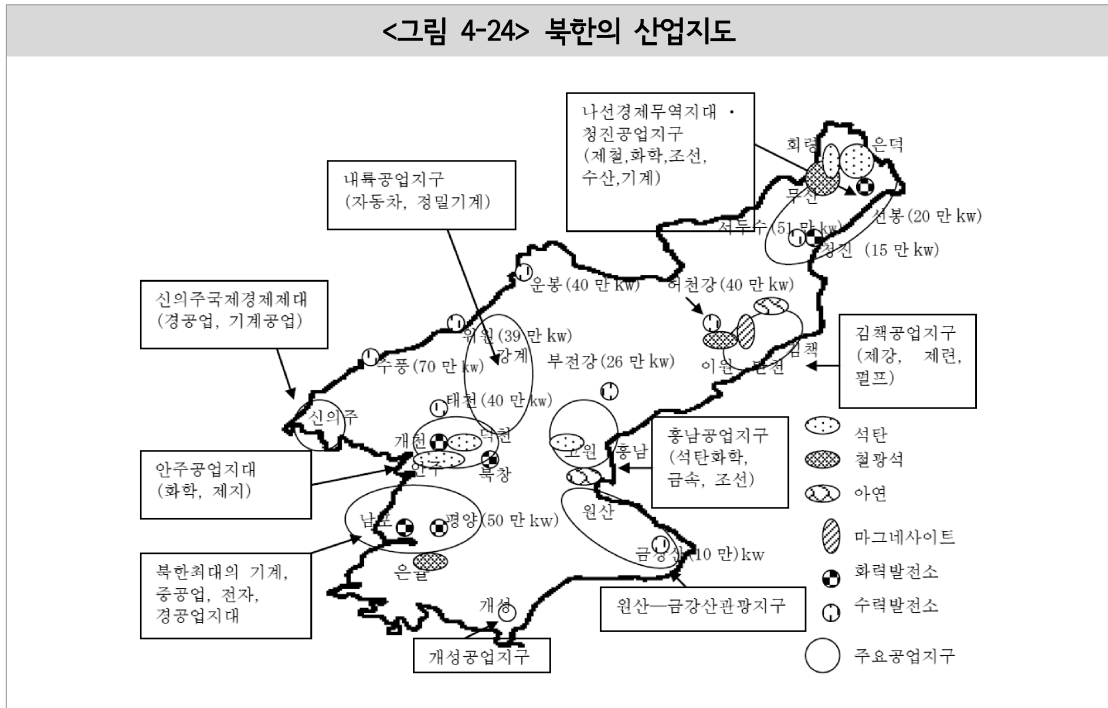 <그림 4-24> 북한의 산업지도
나선경제무역지대 ·
청진공업지구
(제철,화학,조선,
수산,기계)
회령
은덕
무산
선봉(20 만 kw)
서두수(51 만 kw)
청진 (15 만 kw)
내륙공업지구
(자동차, 정밀기계)
운봉(40 만 kw)
허천강(40 만 kw)
신의주국제경제제대
(경공업, 기계공업)
위원(39 만 kw)
강계
부전강(26 만 kw)
이원
단천
김책
김책공업지구
(제강, 제련,
펄프)
수풍(70 만 kw)
태천(40 만 kw)
신의주
개천
덕천
안주
북창
고원
흥남
흥남공업지구
(석탄화학,
금속, 조선)
안주공업지대
(화학, 제지)
남포
평양(50 만 kw)
원산
금강산(10 만)kw
은율
북한최대의 기계,
중공업, 전자,
경공업지대
개성
개성공업지구
원산—금강산관광지구
석탄
철광석
아연
마그네사이트
화력발전소
수력발전소
주요공업지구